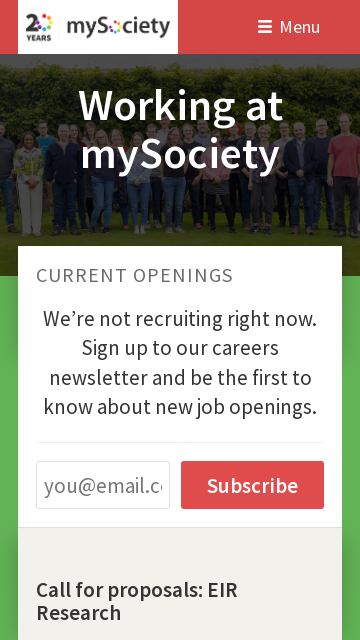 20 YEARS mySociety
Menu
Working at
mySociety
CURRENT OPENINGS
We’re not recruiting right now.
Sign up to our careers
newsletter and be the first to
know about new job openings.
you@email.co
Subscribe
Call for proposals: EIR
Research